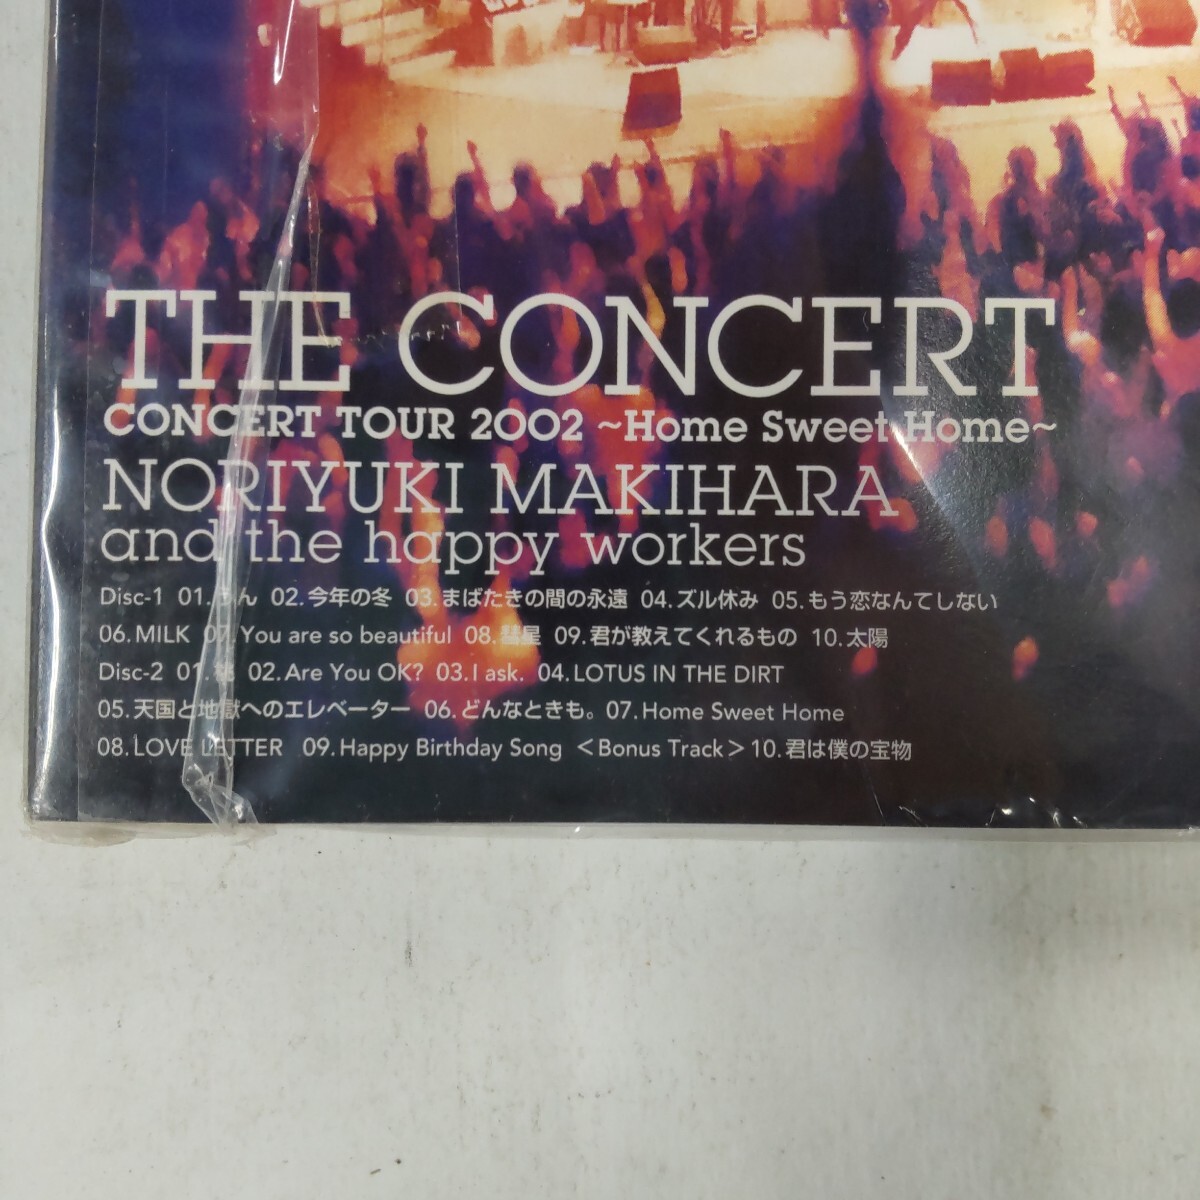 THE CONCERT
CONCERT TOUR 2002 ~Home Sweet Home~
NORIYUKI MAKIHARA
and the happy workers
Disc-1 01. うん 02.今年の冬 03.まばたきの間の永遠 04.ズル休み 05.もう恋なんてしない
06.MILK 07.You are so beautiful 08.彗星 09.君が教えてくれるもの 10.太陽
Disc-2 01.桃 02.Are You OK? 03.I ask. 04.LOTUS IN THE DIRT
05.天国と地獄へのエレベーター 06.どんなときも。07.Home Sweet Home
08.LOVE LETTER 09.Happy Birthday Song ＜Bonus Track＞10.君は僕の宝物